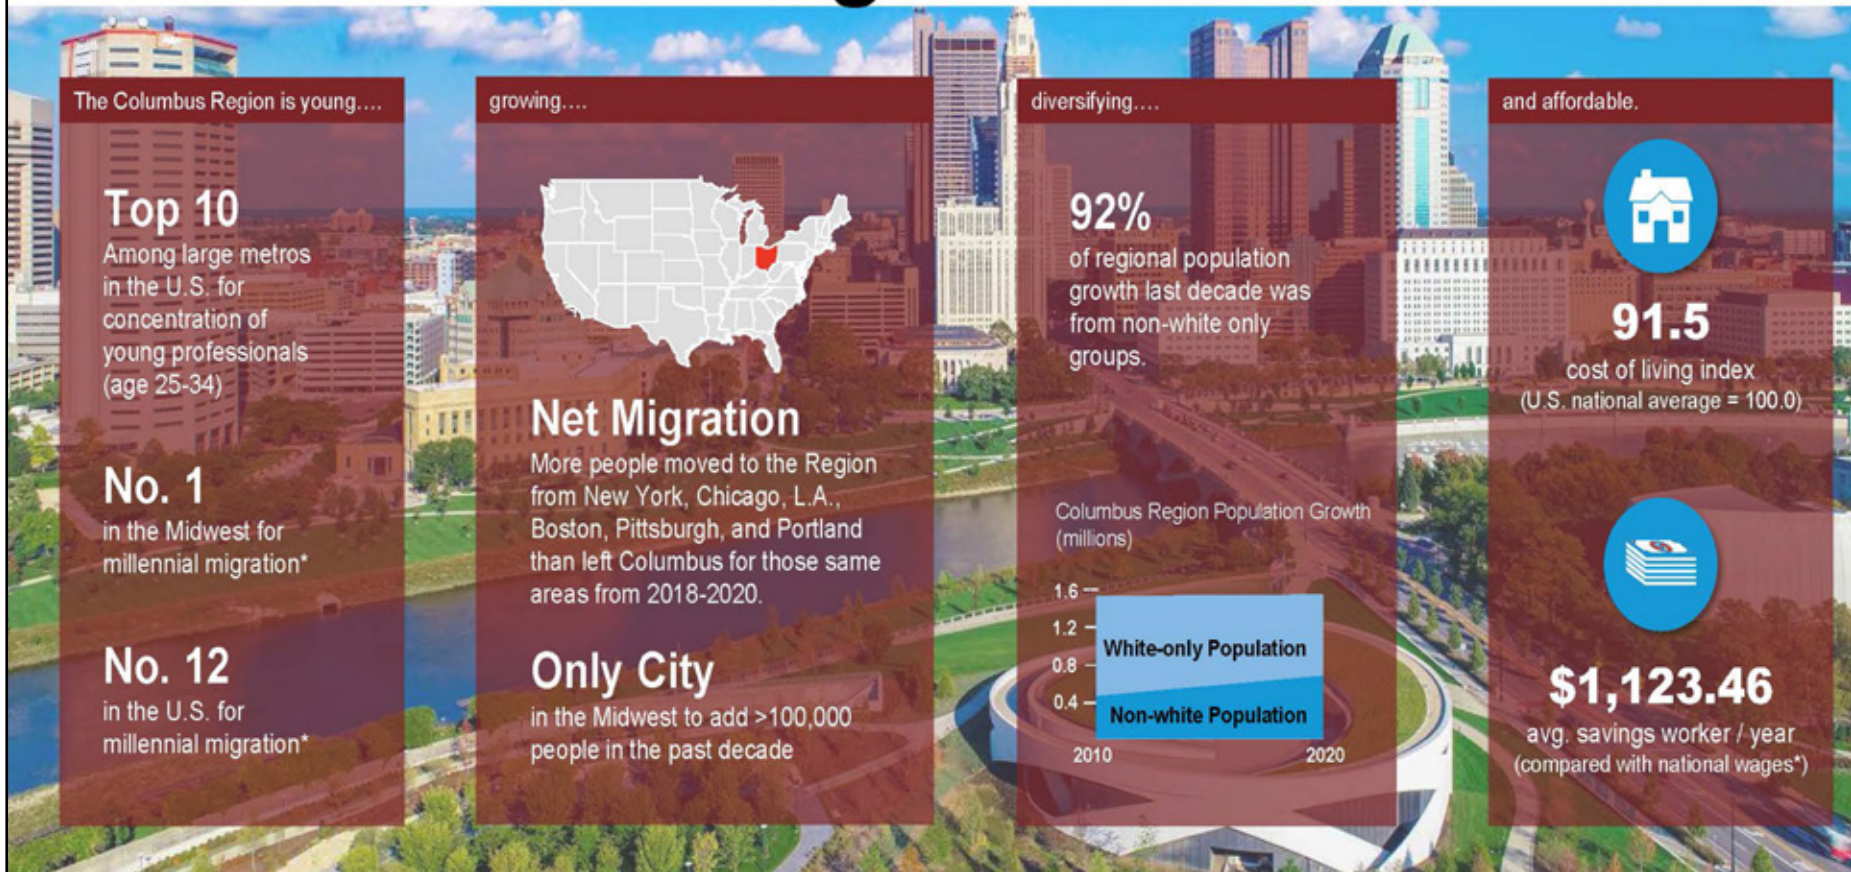 The Columbus Region is young....
Top 10
Among large metros
in the U.S. for
concentration of
young professionals
(age 25-34)
No. 1
in the Midwest for
millennial migration*
No. 12
in the U.S. for
millennial migration*
growing....
Net Migration
More people moved to the Region
from New York, Chicago, L.A.,
Boston, Pittsburgh, and Portland
than left Columbus for those same
areas from 2018-2020.
Only City
in the Midwest to add >100,000
people in the past decade
diversifying....
92%
of regional population
growth last decade was
from non-white only
groups.
Columbus Region Population Growth
(millions)
1.6
1.2
0.8
0.4
White-only Population
Non-white Population
2010
2020
and affordable.
91.5
cost of living index
(U.S. national average = 100.0)
$1,123.46
avg. savings worker / year
(compared with national wages*)